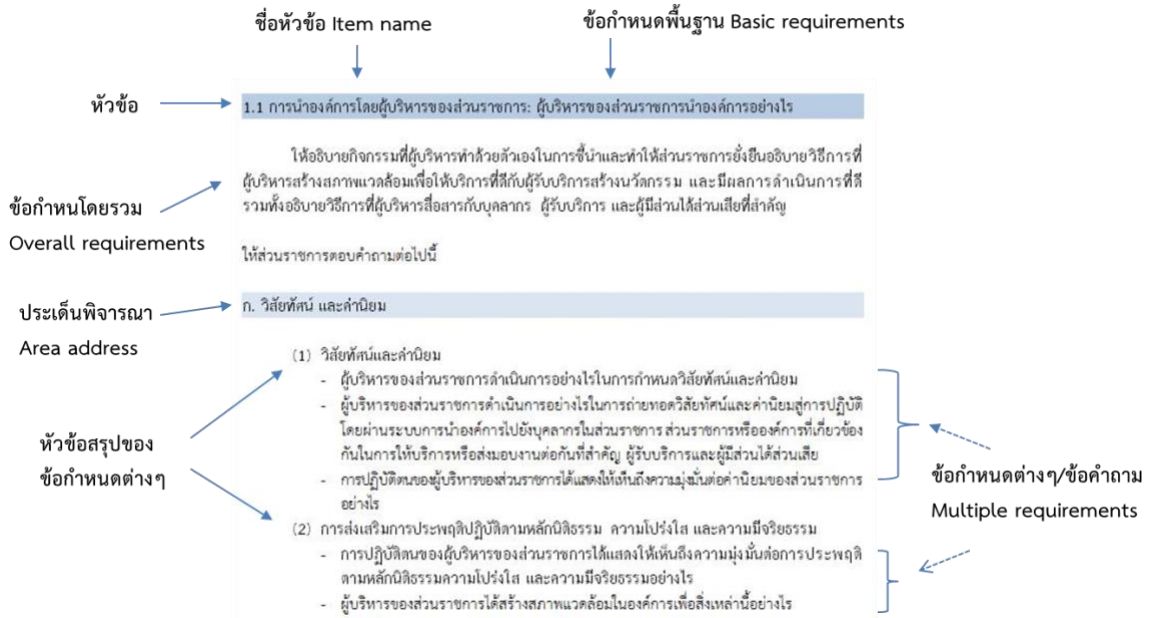 ชื่อหัวข้อ Item name
ข้อกำหนดพื้นฐาน Basic requirements
หัวข้อ
1.1 การนำองค์การโดยผู้บริหารของส่วนราชการ: ผู้บริหารของส่วนราชการนำองค์การอย่างไร
ให้อธิบายกิจกรรมที่ผู้บริหารทำด้วยตัวเองในการชี้นำและทำให้ส่วนราชการยั่งยืนอธิบายวิธีการที่
ผู้บริหารสร้างสภาพแวดล้อมเพื่อให้บริการที่ดีกับผู้รับบริการสร้างนวัตกรรม และมีผลการดำเนินการที่ดี
รวมทั้งอธิบายวิธีการที่ผู้บริหารสื่อสารกับบุคลากร ผู้รับบริการ และผู้มีส่วนได้ส่วนเสียที่สำคัญ
ข้อกำหนโดยรวม
Overall requirements
ให้ส่วนราชการตอบคำถามต่อไปนี้
ประเด็นพิจารณา
Area address
ก. วิสัยทัศน์ และค่านิยม
(1) วิสัยทัศน์และค่านิยม
- ผู้บริหารของส่วนราชการดำเนินการอย่างไรในการกำหนดวิสัยทัศน์และค่านิยม
- ผู้บริหารของส่วนราชการดำเนินการอย่างไรในการถ่ายทอดวิสัยทัศน์และค่านิยมสู่การปฏิบัติ
โดยผ่านระบบการนำองค์การไปยังบุคลากรในส่วนราชการ ส่วนราชการหรือองค์การที่เกี่ยวข้อง
กันในการให้บริการหรือส่งมอบงานต่อกันที่สำคัญ ผู้รับบริการและผู้มีส่วนได้ส่วนเสีย
- การปฏิบัติตนของผู้บริหารของส่วนราชการได้แสดงให้เห็นถึงความมุ่งมั่นต่อค่านิยมของส่วนราชการ
อย่างไร
หัวข้อสรุปของ
ข้อกำหนดต่างๆ
ข้อกำหนดต่างๆ/ข้อคำถาม
Multiple requirements
(2) การส่งเสริมการประพฤติปฏิบัติตามหลักนิติธรรม ความโปร่งใส และความมีจริยธรรม
- การปฏิบัติตนของผู้บริหารของส่วนราชการได้แสดงให้เห็นถึงความมุ่งมั่นต่อการประพฤติ
ตามหลักนิติธรรมความโปร่งใส และความมีจริยธรรมอย่างไร
- ผู้บริหารของส่วนราชการได้สร้างสภาพแวดล้อมในองค์การเพื่อสิ่งเหล่านี้อย่างไร